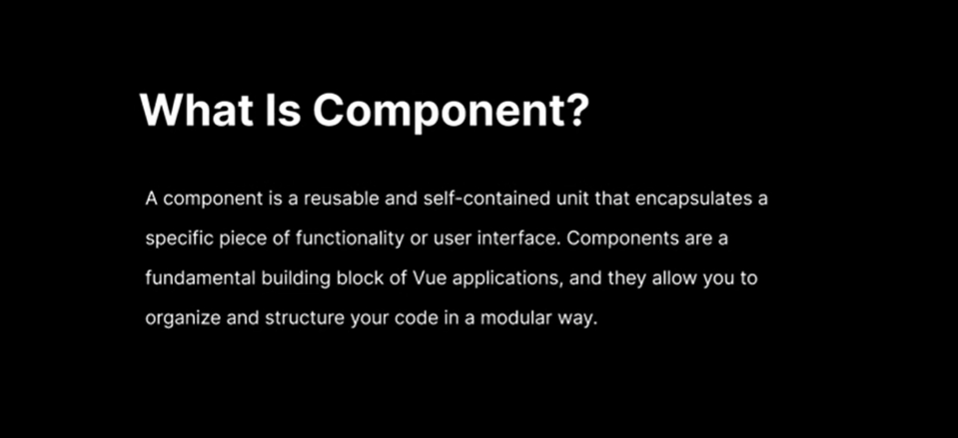 What Is Component?
A component is a reusable and self-contained unit that encapsulates a
specific piece of functionality or user interface. Components are a
fundamental building block of Vue applications, and they allow you to
organize and structure your code in a modular way.